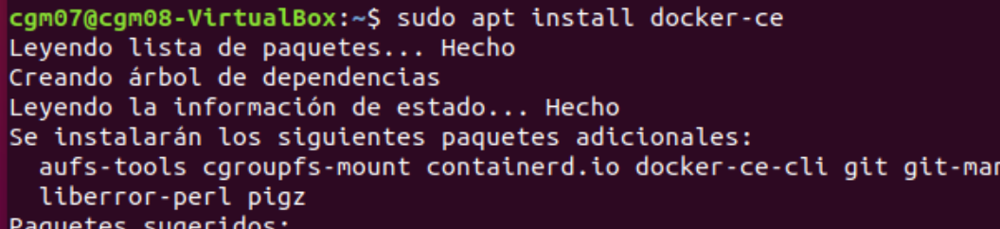 cgm07@cgm08-VirtualBox:~$ sudo apt install docker-ce
Leyendo lista de paquetes... Hecho
Creando árbol de dependencias
Leyendo la información de estado... Hecho
Se instalarán los siguientes paquetes adicionales:
aufs-tools cgroupfs-mount containerd.io docker-ce-cli git git-man
liberror-perl pigz
Paquetes sugeridos: